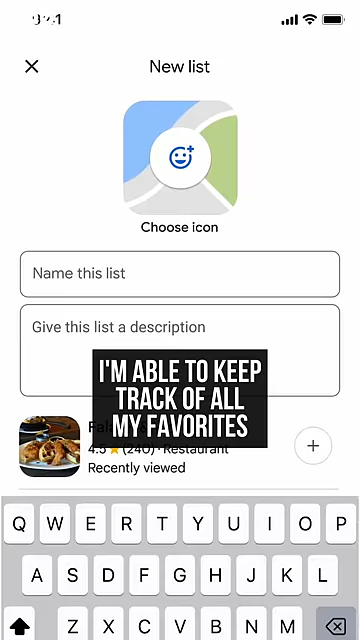 New list
Choose icon
Name this list
Give this list a description
I'M ABLE TO KEEP
TRACK OF ALL
MY FAVORITES
4.5 (240) · Restaurant
Recently viewed
Q W E R T Y U I O P
A S D F G H J K L
Z X C V B N M